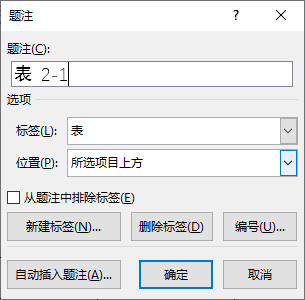 题注
?
×
题注(C):
表 2-1
选项
标签(L): 表
位置(P): 所选项目上方
从题注中排除标签(E)
新建标签(N)... 删除标签(D) 编号(U)...
自动插入题注(A)... 确定 取消